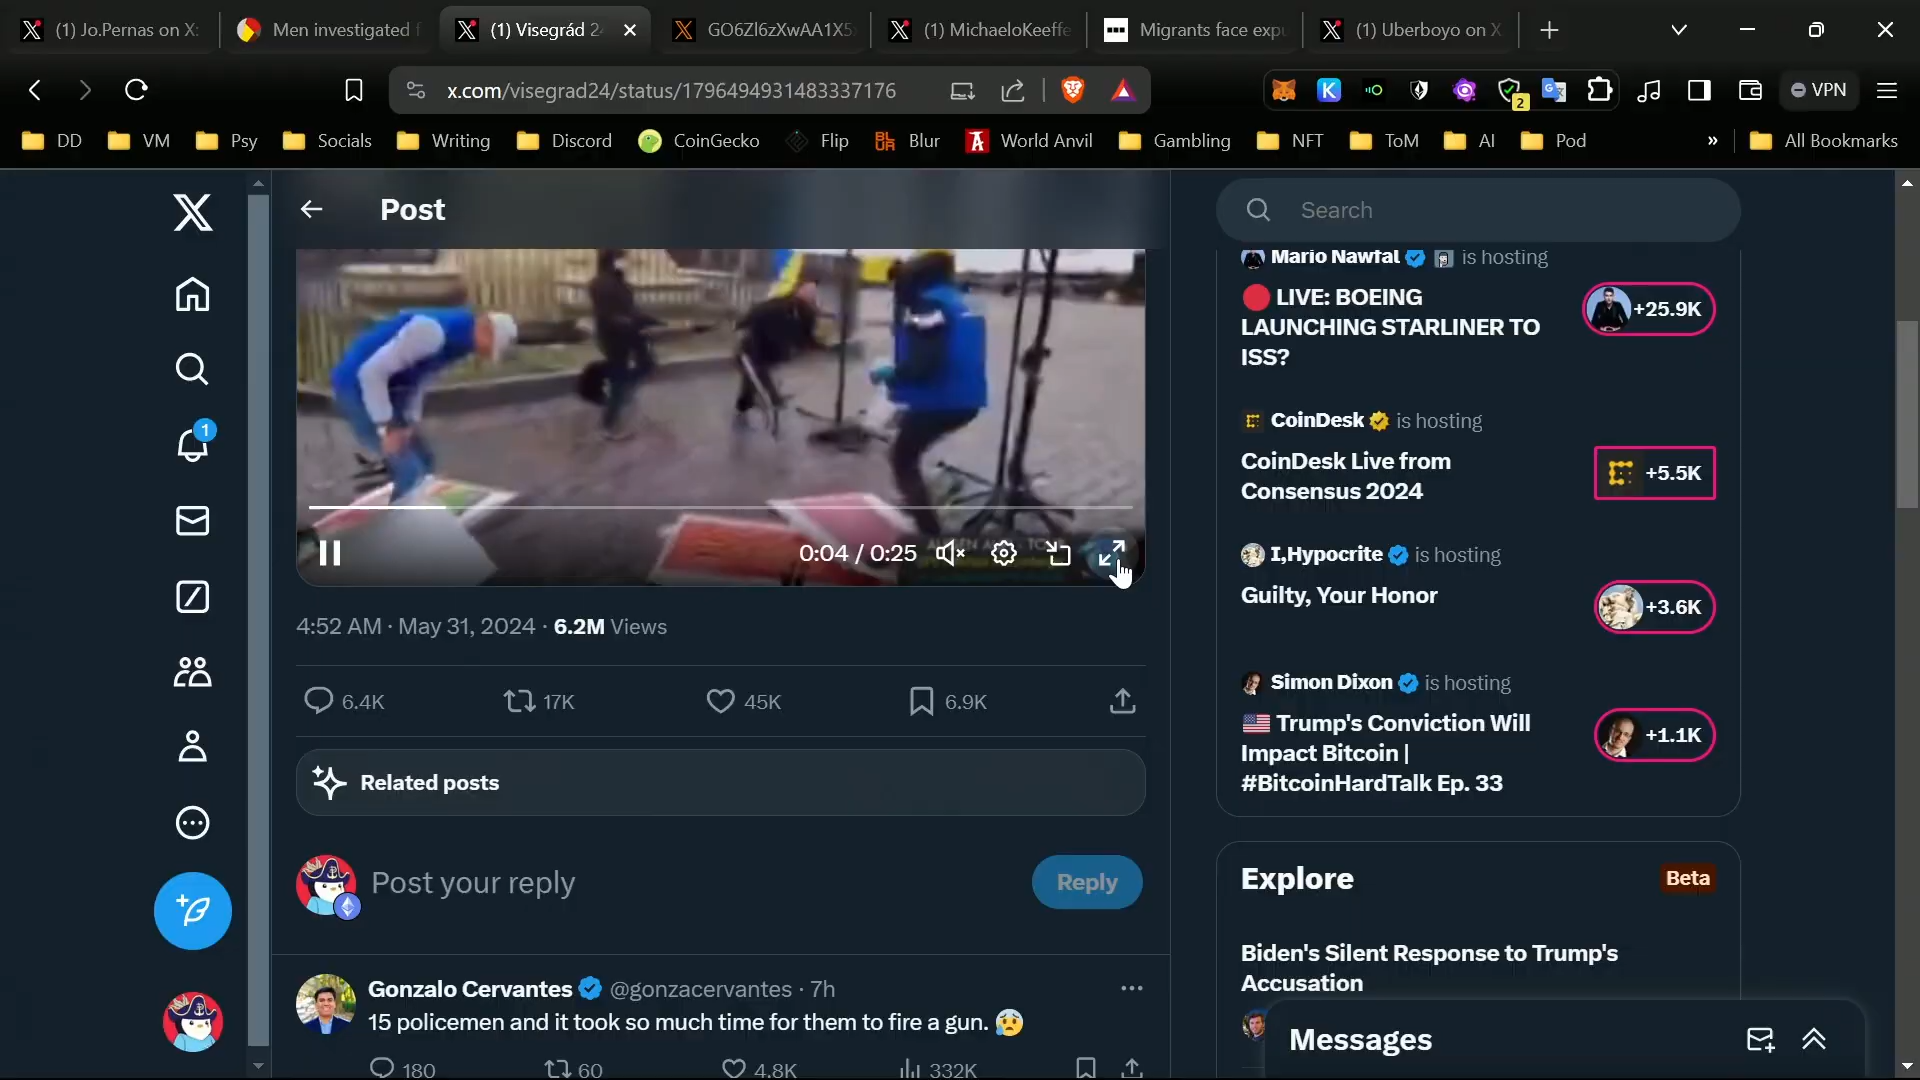 (1) Jo.Pernas on X:
Men investigated f
(1) Visegrád 2
GO6Zl6zXwAA1X5
(1) MichaeloKeeffe
Migrants face expu
(1) Uberboyo on X
x.com/visegrad24/status/1796494931483337176
2
VPN
DD
VM
Psy
Socials
Writing
Discord
CoinGecko
Flip
Blur
World Anvil
Gambling
NFT
ToM
AI
Pod
»
All Bookmarks
Post
Search
0:04 / 0:25
4:52 AM · May 31, 2024 · 6.2M Views
6.4K
17K
45K
6.9K
Related posts
1
Post your reply
Reply
Gonzalo Cervantes @gonzacervantes · 7h
15 policemen and it took so much time for them to fire a gun. 😰
180
60
4.8K
332K
Mario Nawfal is hosting
🔴 LIVE: BOEING
LAUNCHING STARLINER TO
ISS?
+25.9K
CoinDesk is hosting
CoinDesk Live from
Consensus 2024
+5.5K
I,Hypocrite is hosting
Guilty, Your Honor
+3.6K
Simon Dixon is hosting
🇺🇸 Trump's Conviction Will
Impact Bitcoin |
#BitcoinHardTalk Ep. 33
+1.1K
Explore
Beta
Biden's Silent Response to Trump's
Accusation
Messages